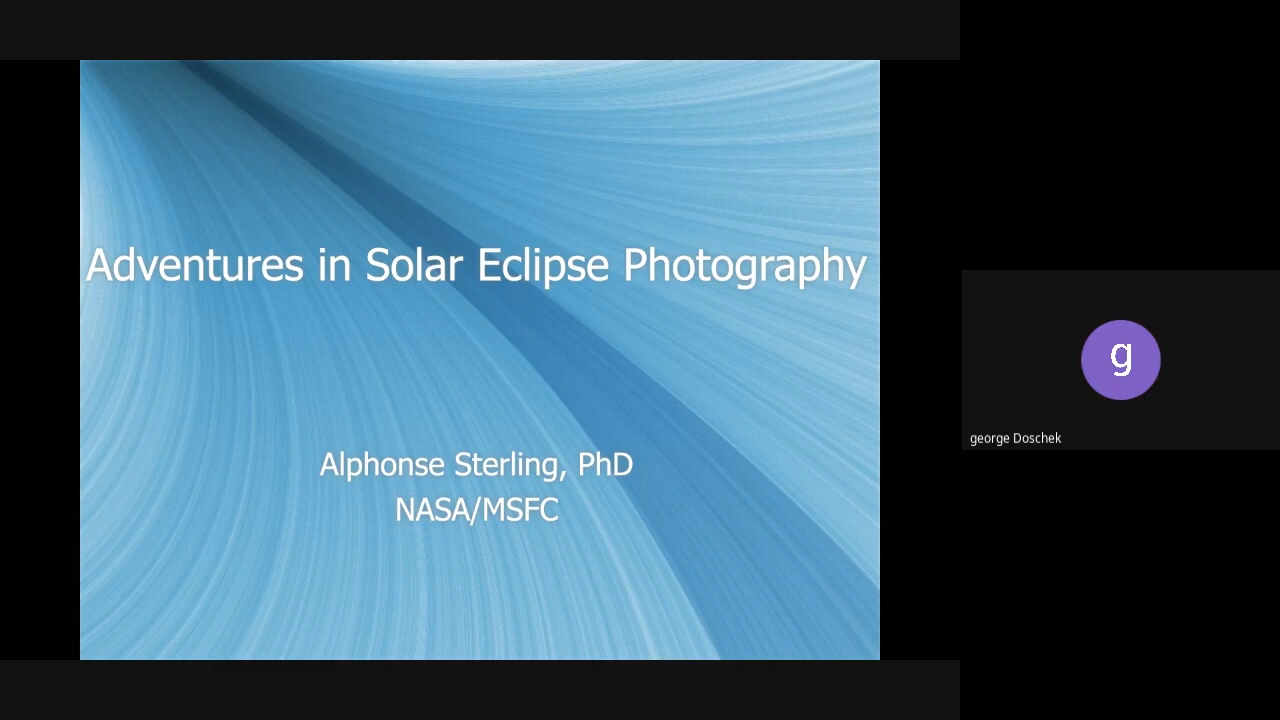 Adventures in Solar Eclipse Photography
Alphonse Sterling, PhD
NASA/MSFC
g
george Doschek